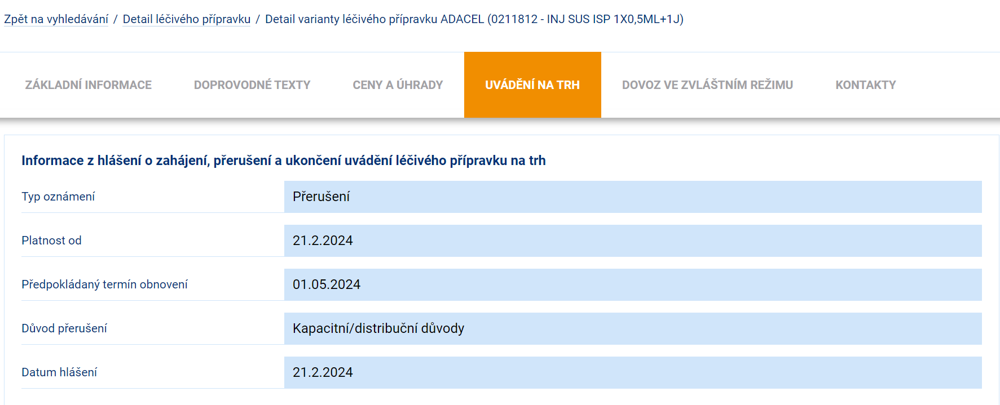 Zpět na vyhledávání / Detail léčivého přípravku / Detail varianty léčivého přípravku ADACEL (0211812 - INJ SUS ISP 1X0,5ML+1J)
ZÁKLADNÍ INFORMACE DOPROVODNÉ TEXTY CENY A ÚHRADY UVÁDĚNÍ NA TRH DOVOZ VE ZVLÁŠTNÍM REŽIMU KONTAKTY
Informace z hlášení o zahájení, přerušení a ukončení uvádění léčivého přípravku na trh
Typ oznámení Přerušení
Platnost od 21.2.2024
Předpokládaný termín obnovení 01.05.2024
Důvod přerušení Kapacitní/distribuční důvody
Datum hlášení 21.2.2024